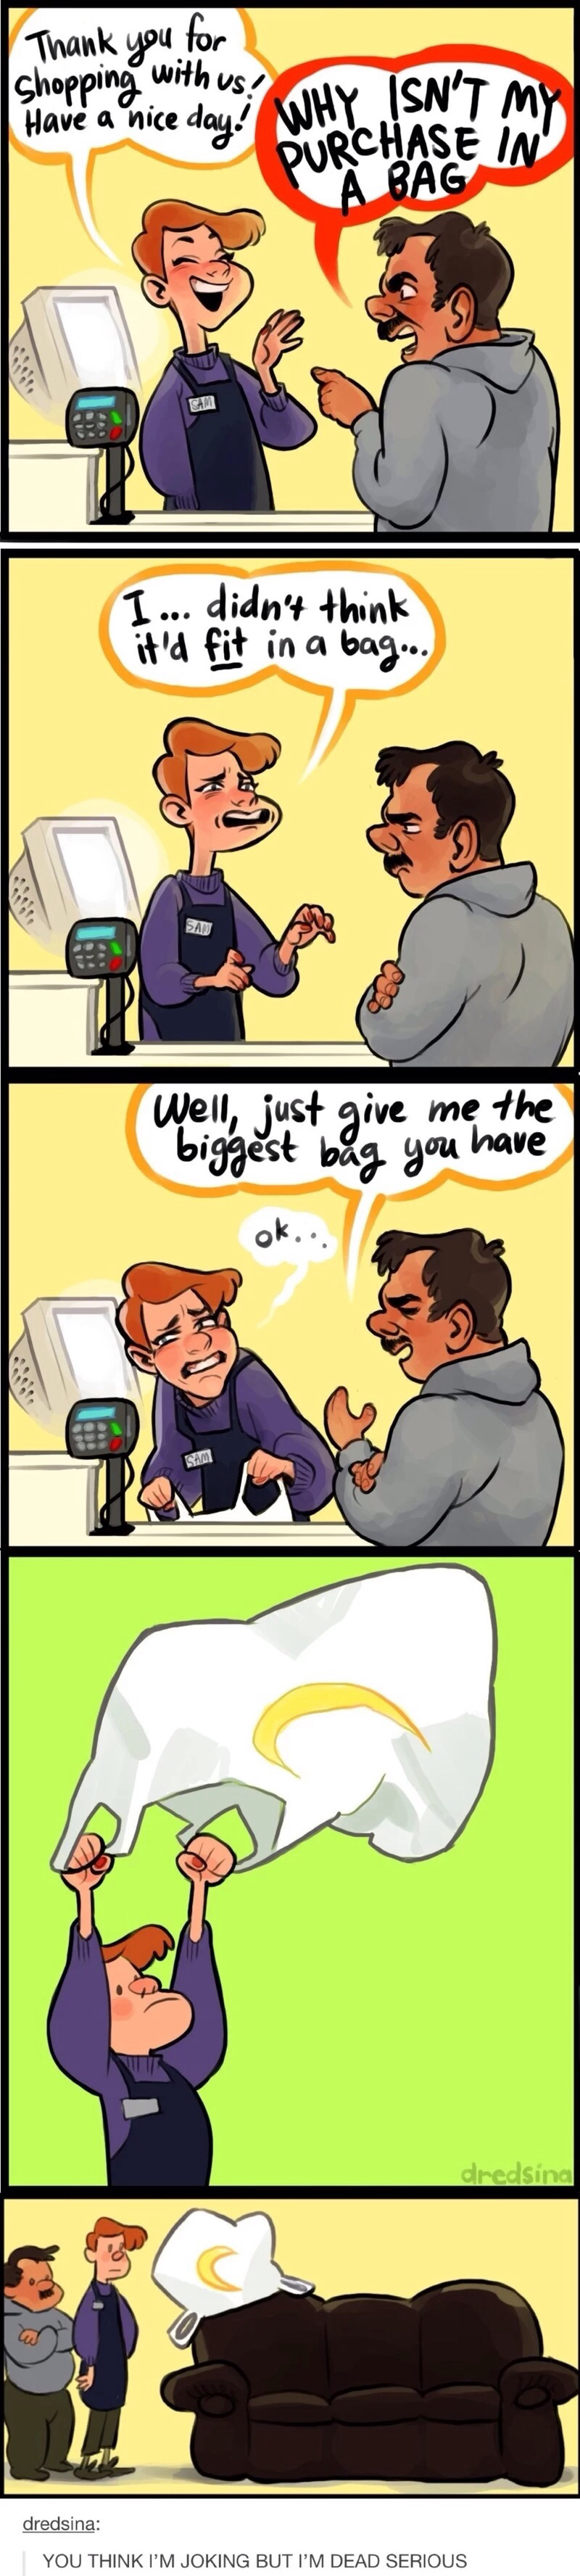 Thank you for
shopping with us!
Have a nice day!
WHY ISN'T MY
PURCHASE IN
A BAG
SAM
I... didn't think
it'd fit in a bag...
SAM
Well, just give me the
biggest bag you have
ok...
SAM
dredsina
dredsina:
YOU THINK I'M JOKING BUT I'M DEAD SERIOUS